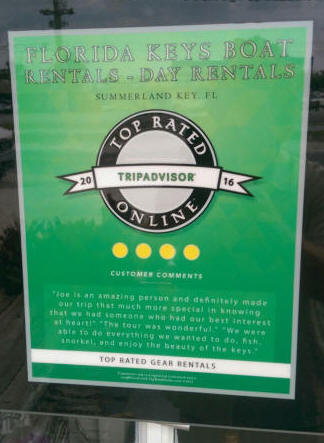 FLORIDA KEYS BOAT
RENTALS - DAY RENTALS
SUMMERLAND KEY, FL
TOP RATED
20 TRIPADVISOR 16
ONLINE
CUSTOMER COMMENTS
"Joe is an amazing person and definitely made
our trip that much more special in knowing
that we had someone who had our best interest
at heart!" "The tour was wonderful." "We were
able to do everything we wanted to do, fish,
snorkel, and enjoy the beauty of the keys."
TOP RATED GEAR RENTALS